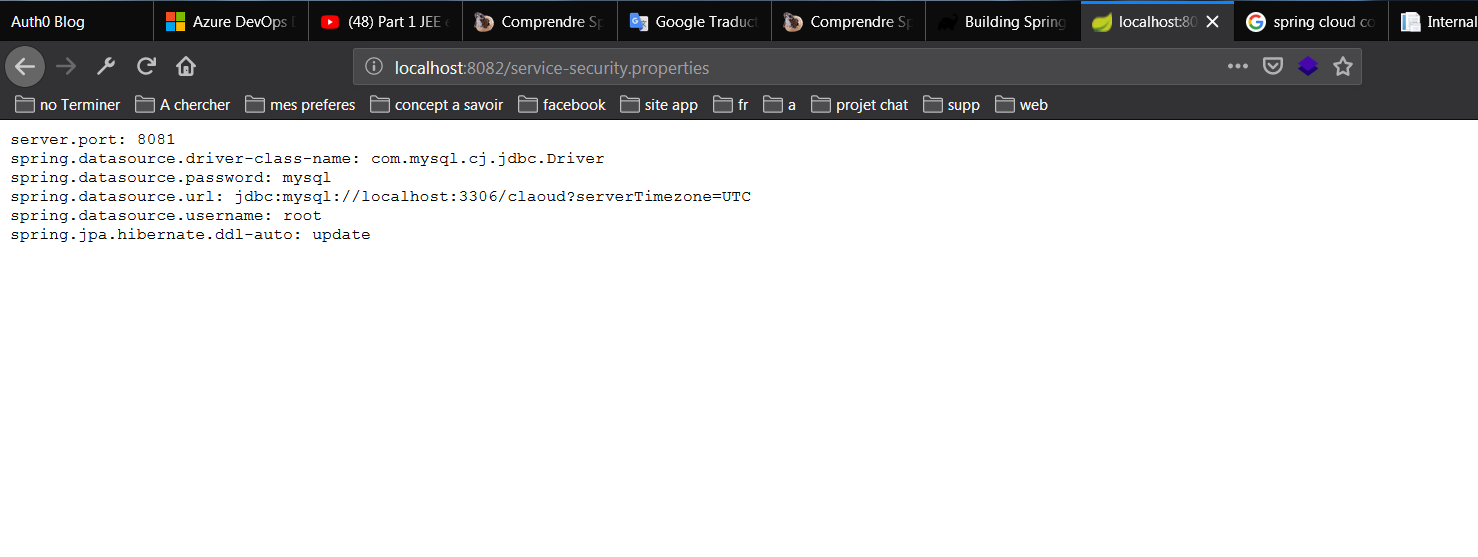 Auth0 Blog
Azure DevOps
(48) Part 1 JEE
Comprendre Sp
Google Traduct
Comprendre Sp
Building Spring
localhost:80
spring cloud co
Internal
localhost:8082/service-security.properties
no Terminer
A chercher
mes preferes
concept a savoir
facebook
site app
fr
a
projet chat
supp
web
server.port: 8081
spring.datasource.driver-class-name: com.mysql.cj.jdbc.Driver
spring.datasource.password: mysql
spring.datasource.url: jdbc:mysql://localhost:3306/claoud?serverTimezone=UTC
spring.datasource.username: root
spring.jpa.hibernate.ddl-auto: update